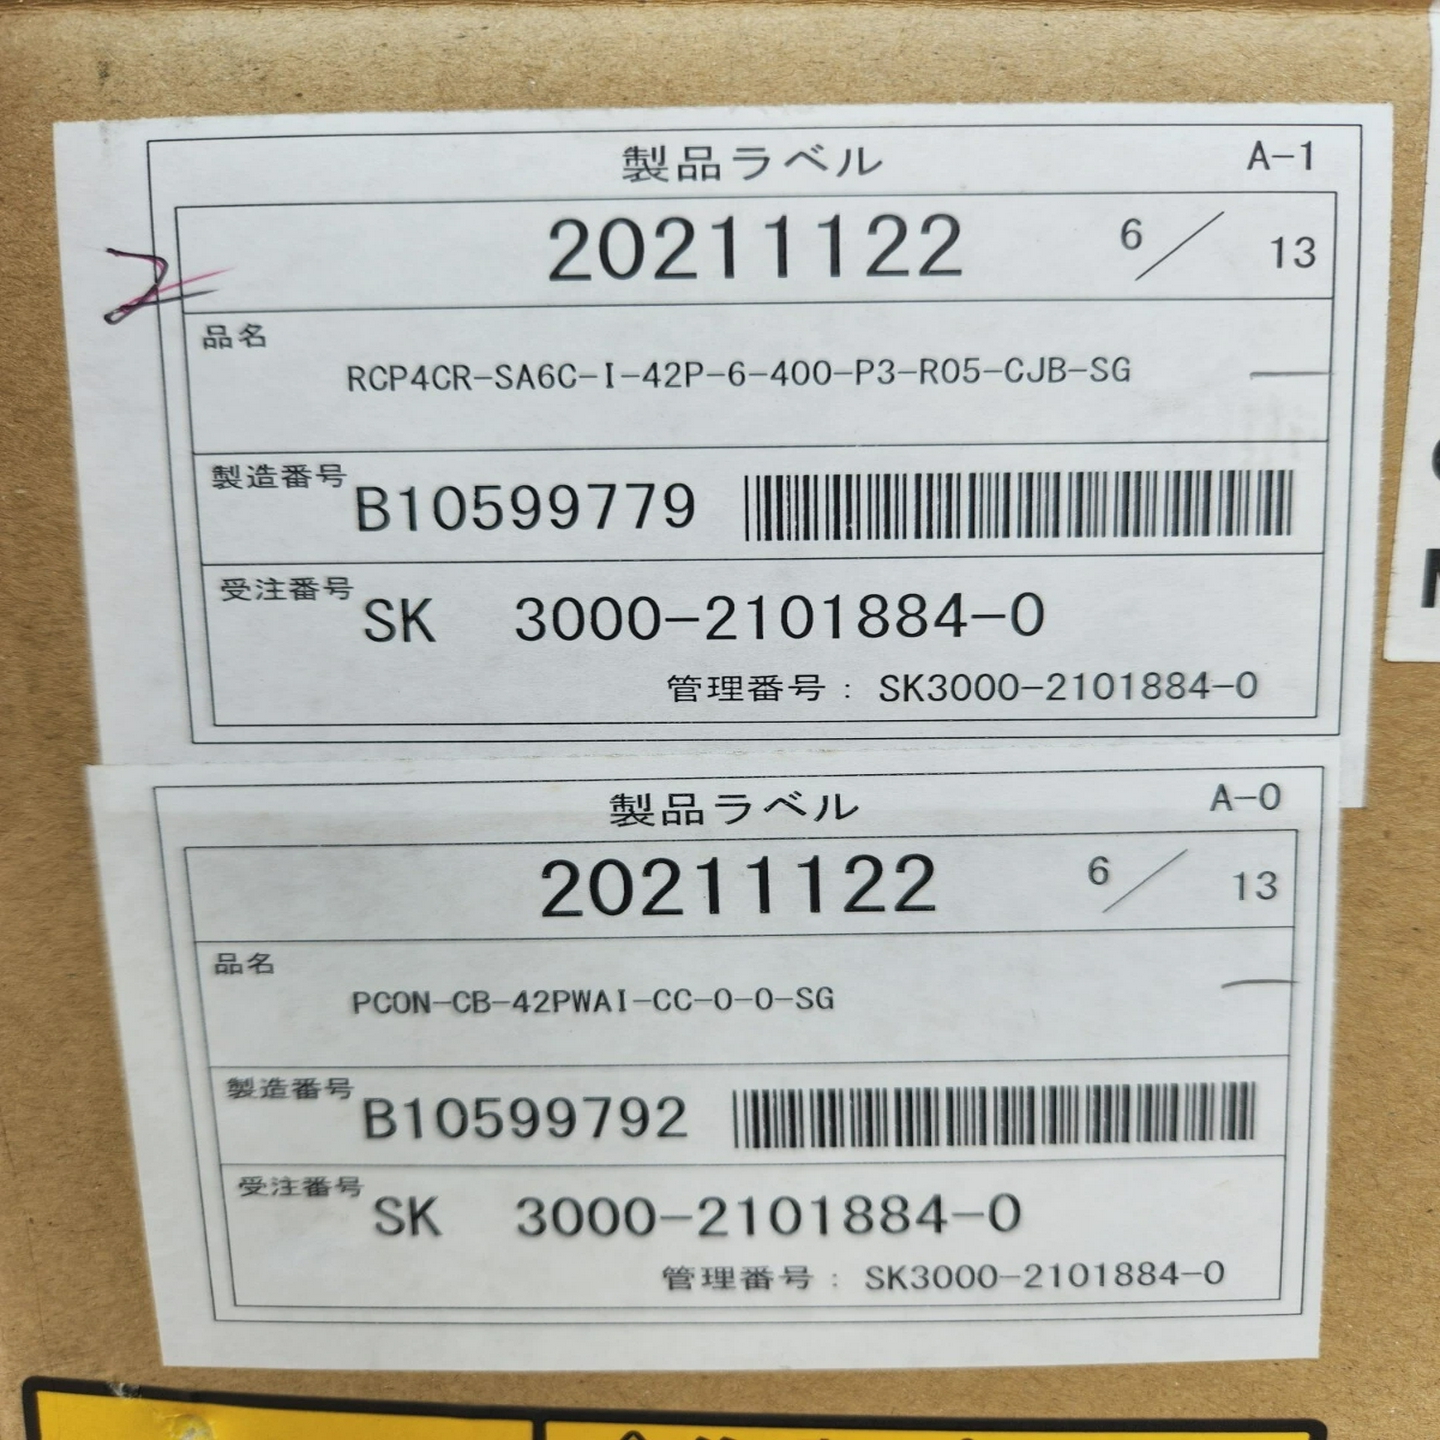 製品ラベル A-1
20211122 6/13
品名
RCP4CR-SA6C-I-42P-6-400-P3-R05-CJB-SG
製造番号 B10599779
受注番号 SK 3000-2101884-0
管理番号: SK3000-2101884-0
製品ラベル A-0
20211122 6/13
品名
PCON-CB-42PWAI-CC-0-0-SG
製造番号 B10599792
受注番号 SK 3000-2101884-0
管理番号: SK3000-2101884-0